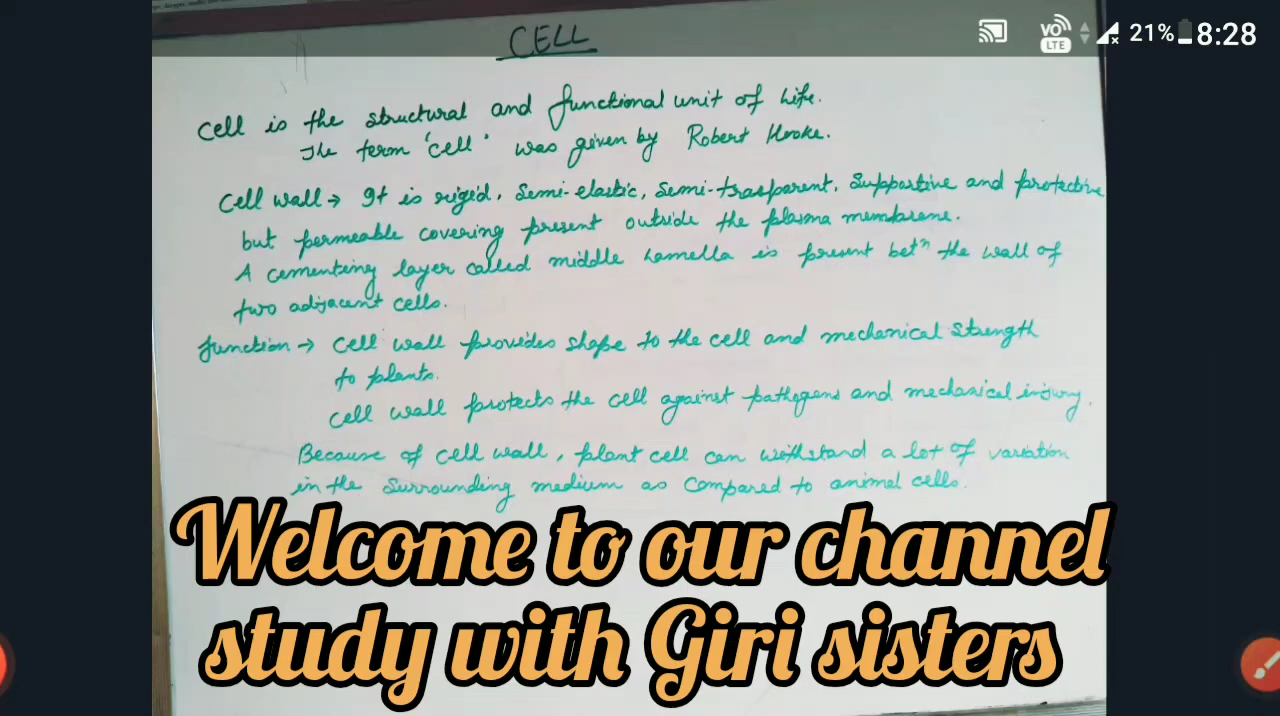 CELL
VO LTE 21% 8:28
Cell is the structural and functional unit of Life.
The term 'cell' was given by Robert Hooke.
Cell wall → It is riged, Semi-elastic, Semi-trasparent, Supportive and protective
but permeable covering present outside the plasma membrane.
A cementing layer called middle Lamella is present betn the wall of
two adjacent cells.
Function → Cell wall provides shape to the cell and mechanical Strength
to plants.
Cell wall protects the cell against pathogens and mechanical injury.
Because of cell wall, plant cell can withstand a lot of variation
in the Surrounding medium as compared to animal cells.
Welcome to our channel
study with Giri sisters